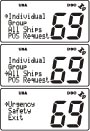 USA DSC
*Individual
Group
All Ships
POS Request
69
USA DSC
Individual
Group
*All Ships
POS Request
69
USA DSC
*Urgency
Safety
Exit
69